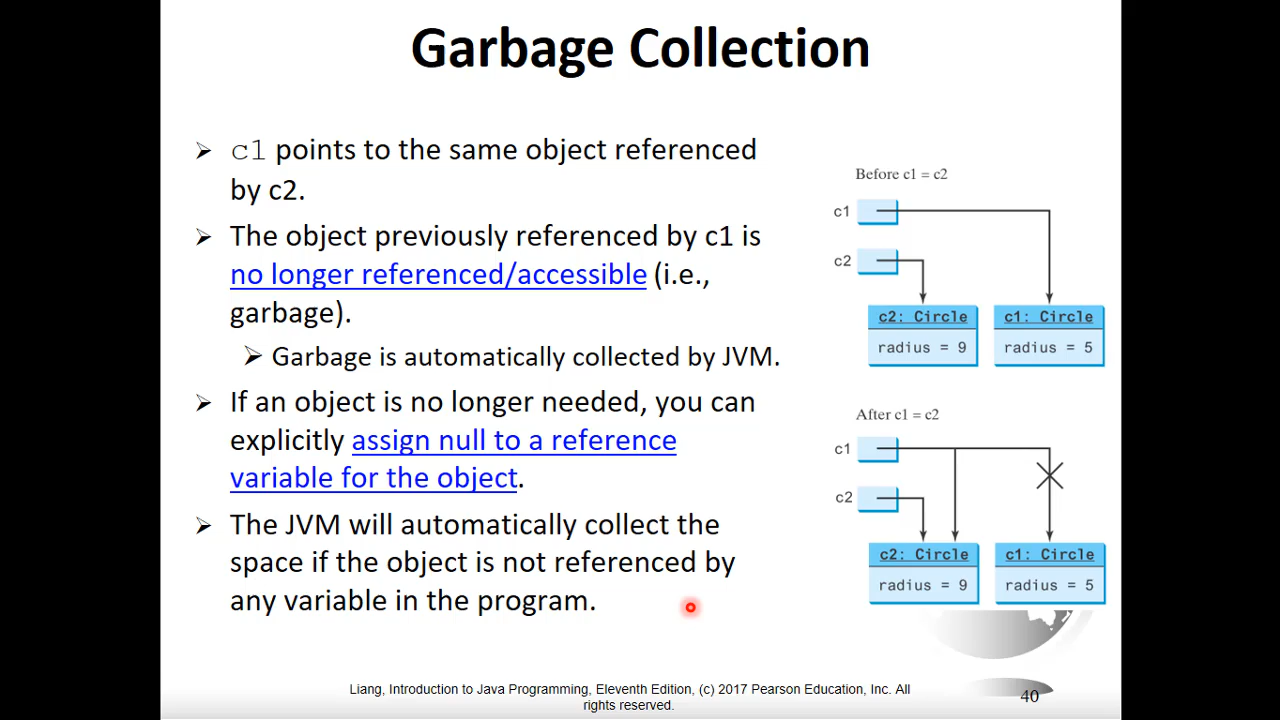 Garbage Collection
➢ c1 points to the same object referenced
by c2.
➢ The object previously referenced by c1 is
no longer referenced/accessible (i.e.,
garbage).
➢ Garbage is automatically collected by JVM.
➢ If an object is no longer needed, you can
explicitly assign null to a reference
variable for the object.
➢ The JVM will automatically collect the
space if the object is not referenced by
any variable in the program.
Before c1 = c2
c1
c2
c2: Circle
radius = 9
c1: Circle
radius = 5
After c1 = c2
c1
c2
c2: Circle
radius = 9
c1: Circle
radius = 5
Liang, Introduction to Java Programming, Eleventh Edition, (c) 2017 Pearson Education, Inc. All
rights reserved.
40